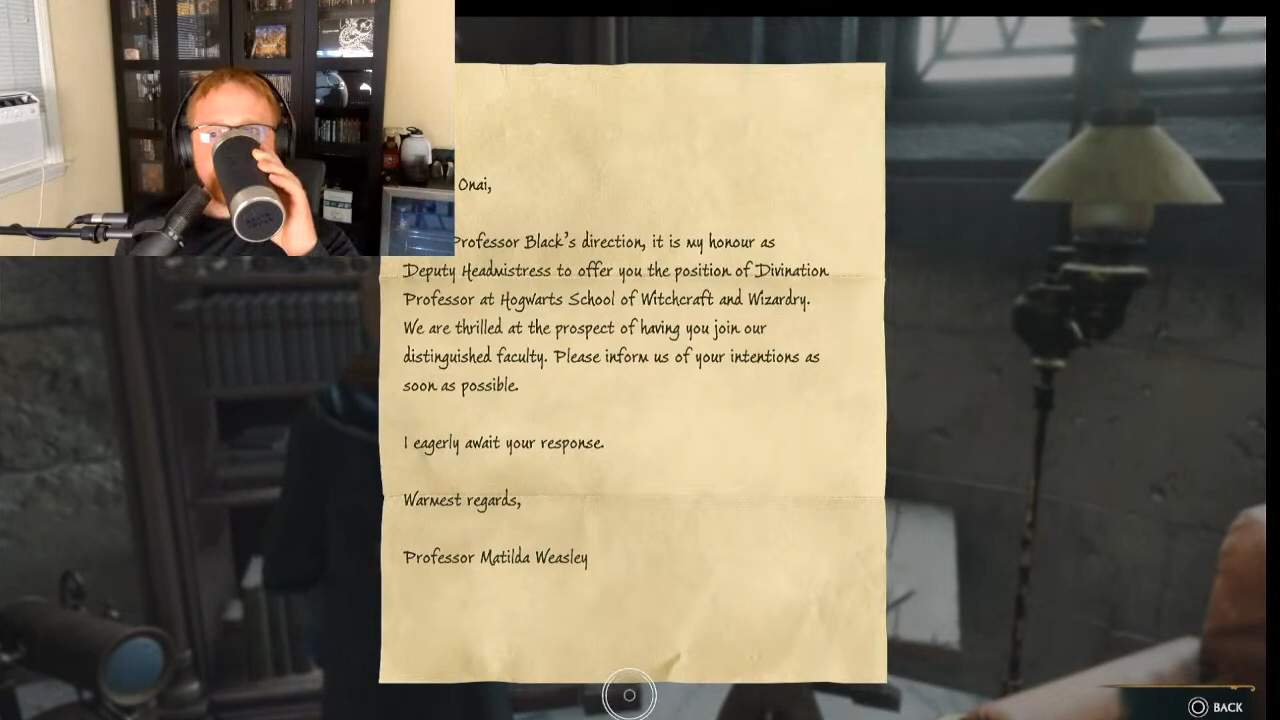 Onai,
Professor Black's direction, it is my honour as
Deputy Headmistress to offer you the position of Divination
Professor at Hogwarts School of Witchcraft and Wizardry.
We are thrilled at the prospect of having you join our
distinguished faculty. Please inform us of your intentions as
soon as possible.
I eagerly await your response.
Warmest regards,
Professor Matilda Weasley
BACK